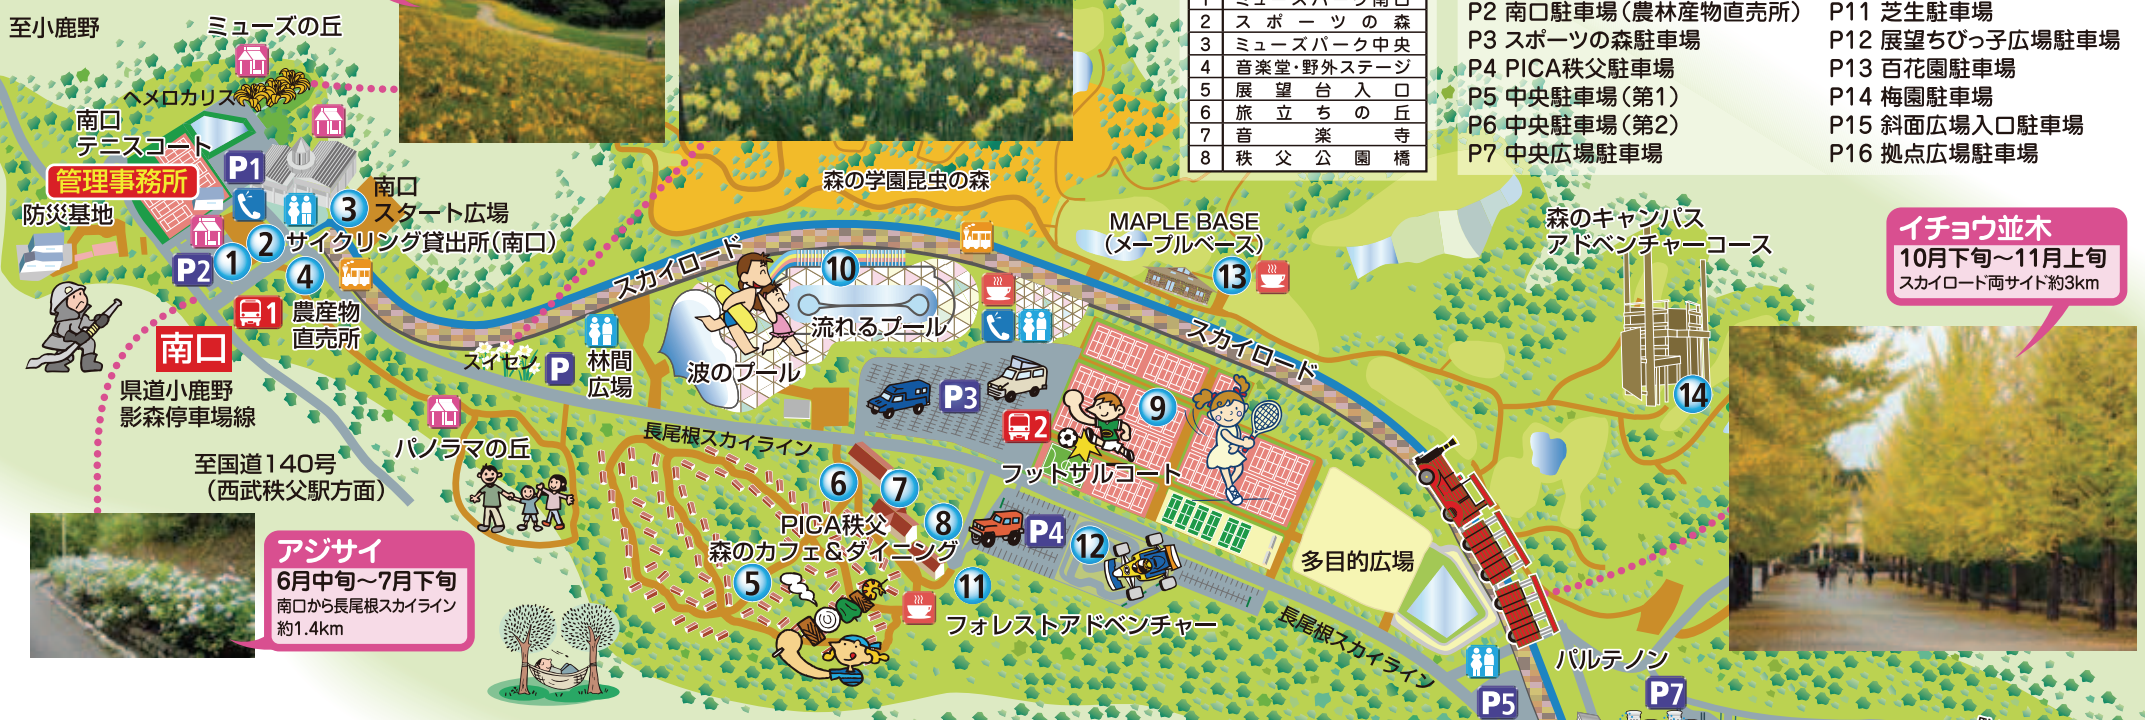 至小鹿野
ミューズの丘
ヘメロカリス
南口
テニスコート
P1
管理事務所
防災基地
3
南口
スタート広場
2
サイクリング貸出所(南口)
P2
1
4
1
農産物
直売所
南口
県道小鹿野
影森停車場線
至国道140号
(西武秩父駅方面)
アジサイ
6月中旬~7月下旬
南口から長尾根スカイライン
約1.4km
パノラマの丘
スイセン
P
林間
広場
スカイロード
森の学園昆虫の森
10
流れるプール
波のプール
P3
2
長尾根スカイライン
フットサルコート
9
6
7
8
PICA秩父
森のカフェ&ダイニング
5
P4
12
11
フォレストアドベンチャー
長尾根スカイライン
多目的広場
スカイロード
MAPLE BASE
(メープルベース)
13
森のキャンパス
アドベンチャーコース
14
パルテノン
P5
P7
イチョウ並木
10月下旬~11月上旬
スカイロード両サイド約3km
1 ミューズパーク南口
2 スポーツの森
3 ミューズパーク中央
4 音楽堂・野外ステージ
5 展望台入口
6 旅立ちの丘
7 音楽寺
8 秩父公園橋
P2 南口駐車場(農林産物直売所)
P3 スポーツの森駐車場
P4 PICA秩父駐車場
P5 中央駐車場(第1)
P6 中央駐車場(第2)
P7 中央広場駐車場
P11 芝生駐車場
P12 展望ちびっ子広場駐車場
P13 百花園駐車場
P14 梅園駐車場
P15 斜面広場入口駐車場
P16 拠点広場駐車場